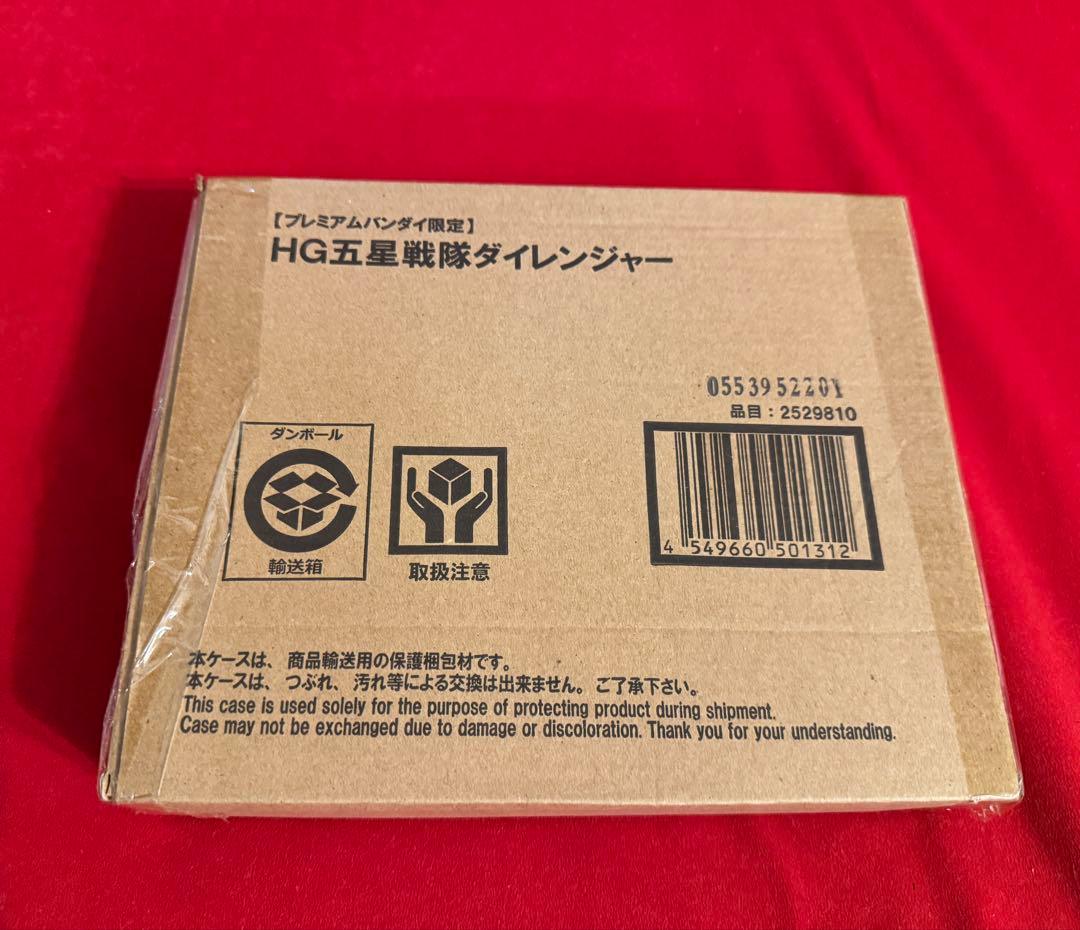 【プレミアムバンダイ限定】
HG五星戦隊ダイレンジャー
0553952201
品目：2529810
ダンボール
輸送箱
取扱注意
4 549660 501312
本ケースは、商品輸送用の保護梱包材です。
本ケースは、つぶれ、汚れ等による交換は出来ません。ご了承下さい。
This case is used solely for the purpose of protecting product during shipment.
Case may not be exchanged due to damage or discoloration. Thank you for your understanding.